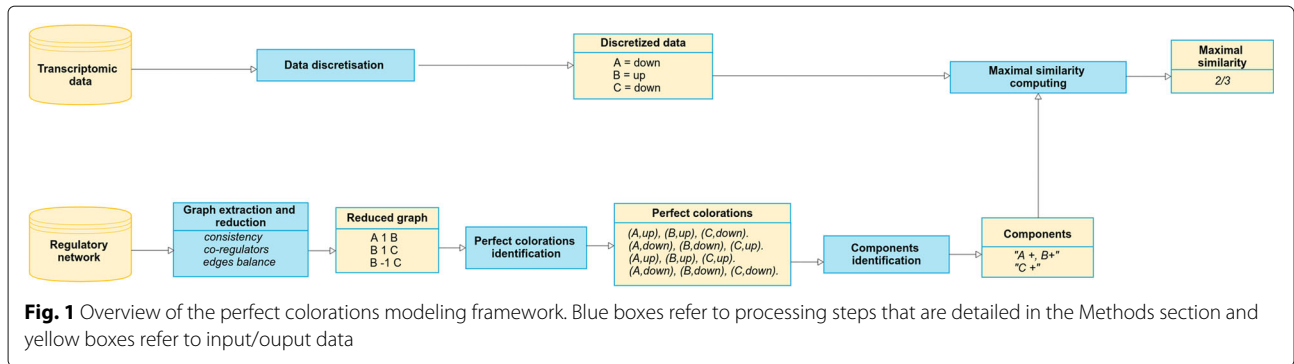 Transcriptomic
data
Data discretisation
Discretized data
A = down
B = up
C = down
Maximal similarity
computing
Maximal
similarity
2/3
Regulatory
network
Graph extraction and
reduction
consistency
co-regulators
edges balance
Reduced graph
A 1 B
B 1 C
B -1 C
Perfect colorations
identification
Perfect colorations
(A,up), (B,up), (C,down).
(A,down), (B,down), (C,up).
(A,up), (B,up), (C,up).
(A,down), (B,down), (C,down).
Components
identification
Components
"A +, B+"
"C +"
Fig. 1 Overview of the perfect colorations modeling framework. Blue boxes refer to processing steps that are detailed in the Methods section and
yellow boxes refer to input/ouput data